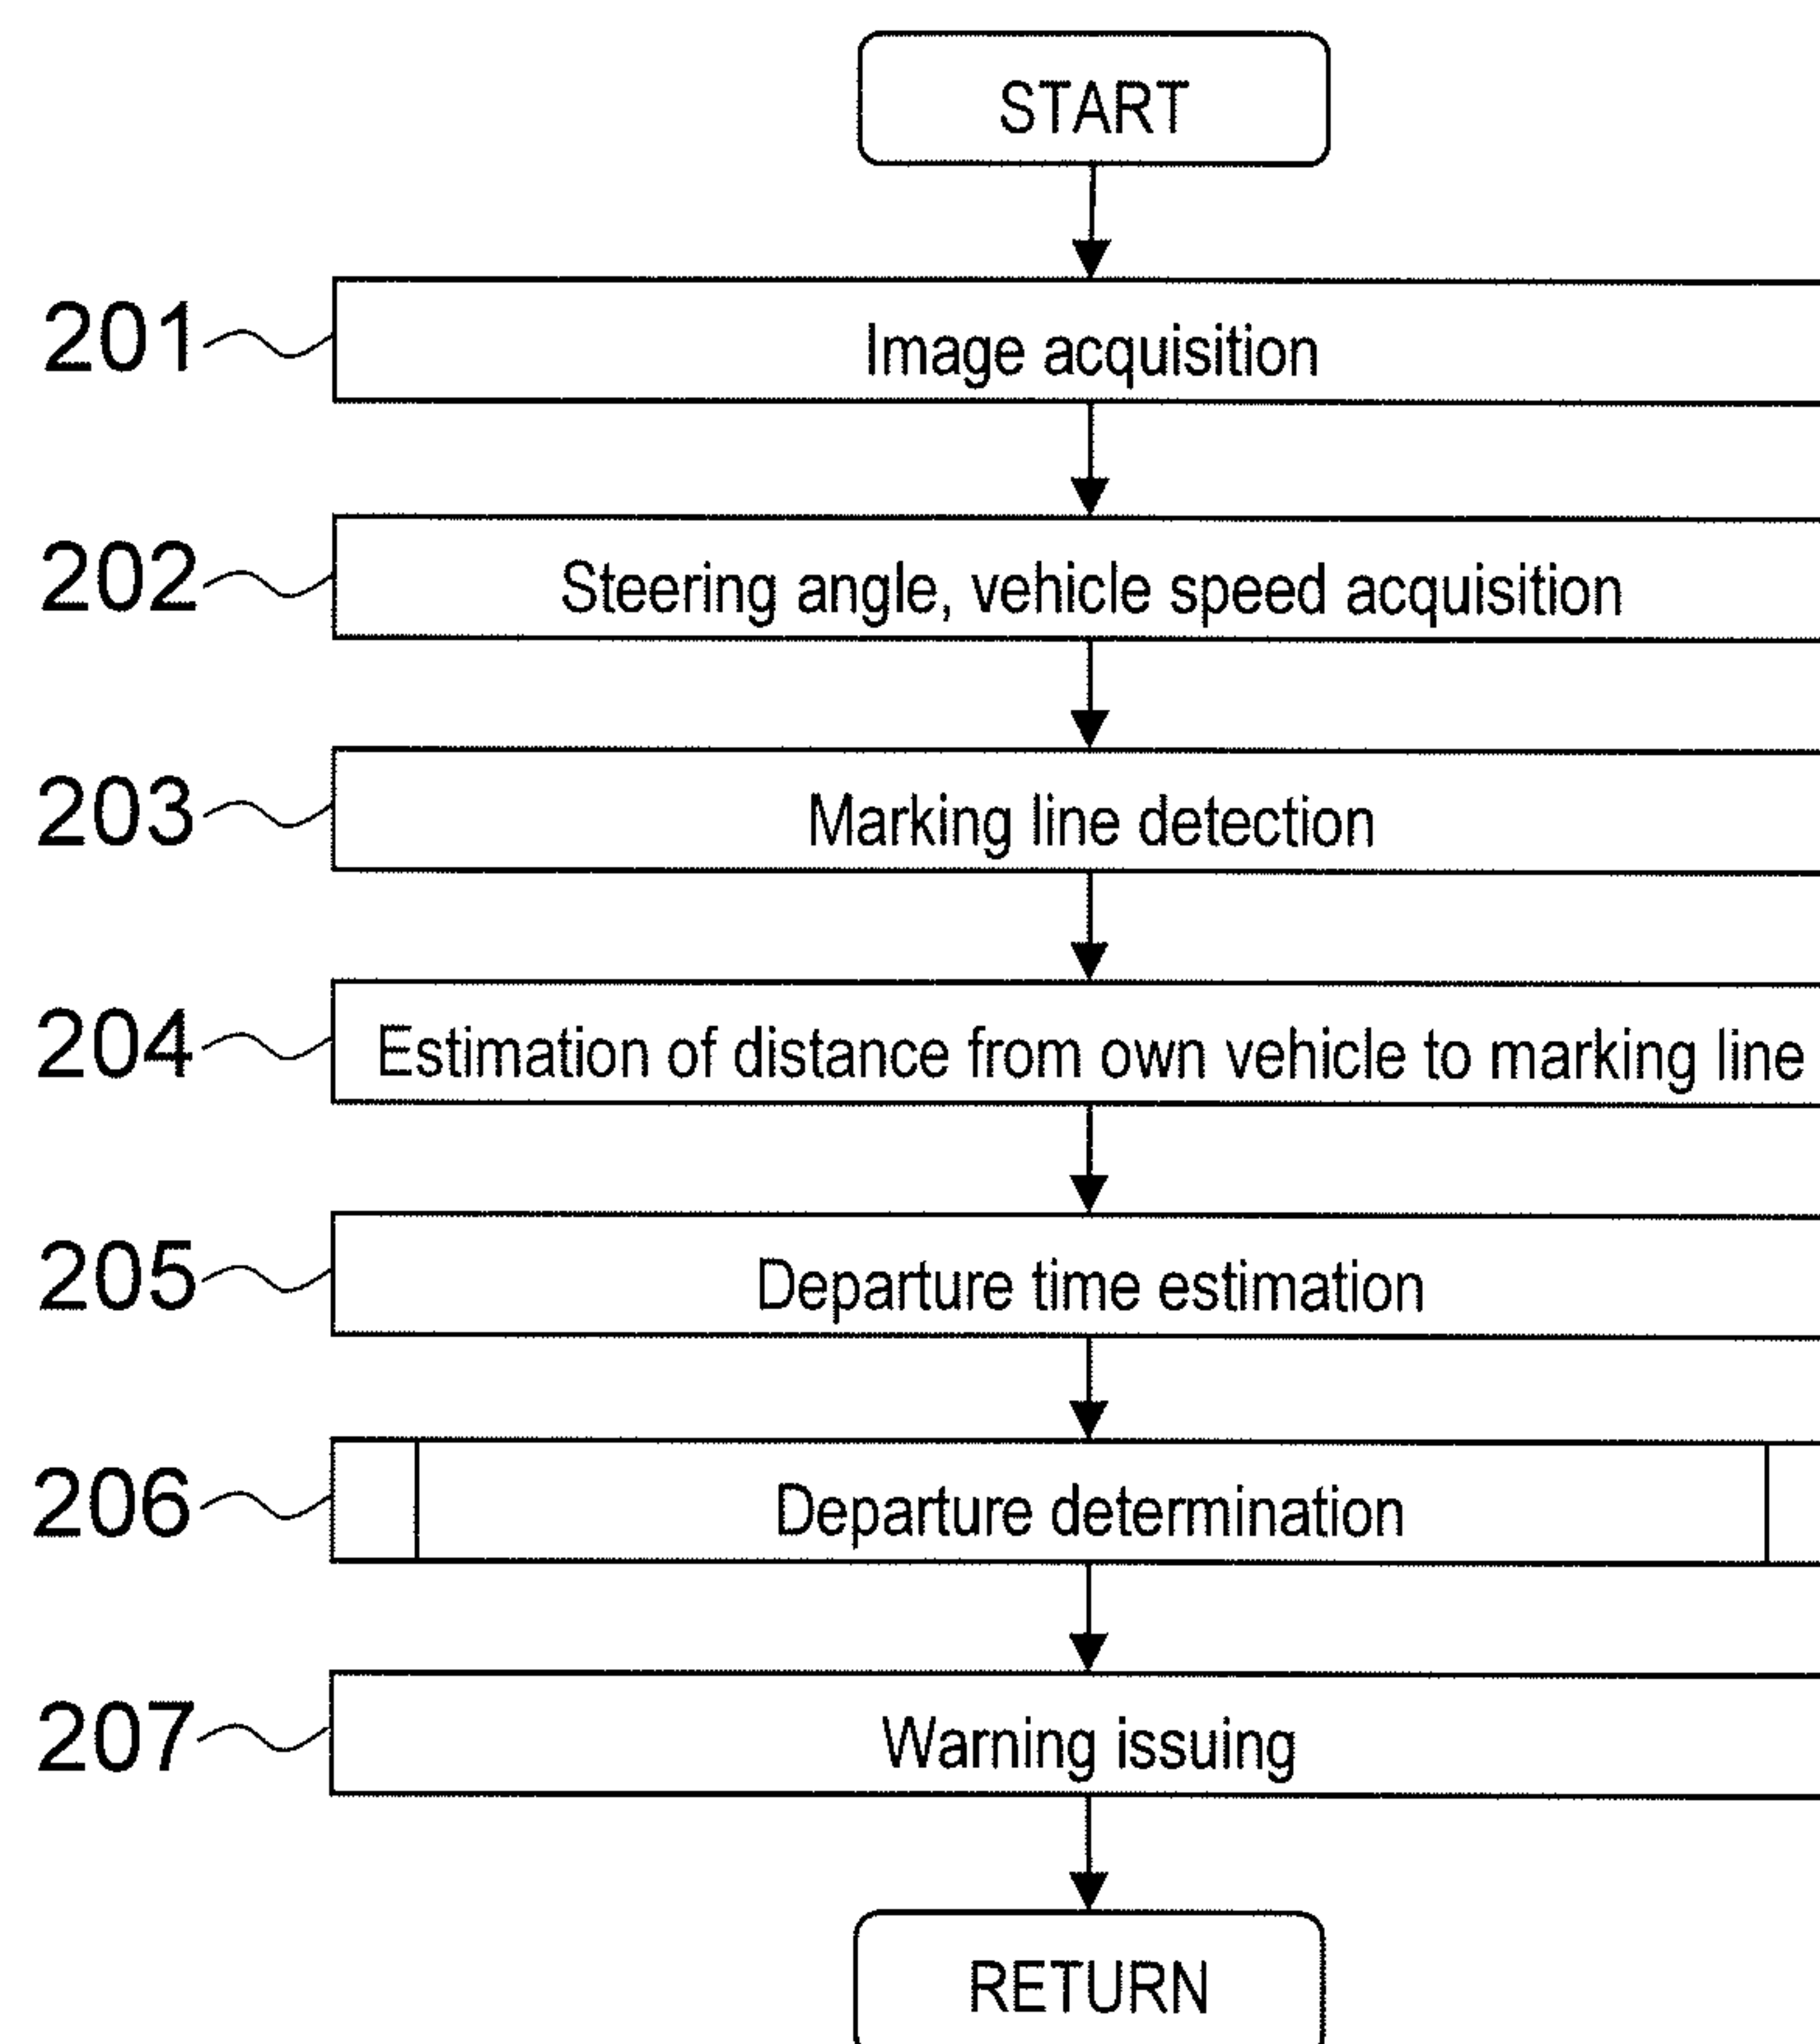 START
201 Image acquisition
202 Steering angle, vehicle speed acquisition
203 Marking line detection
204 Estimation of distance from own vehicle to marking line
205 Departure time estimation
206 Departure determination
207 Warning issuing
RETURN